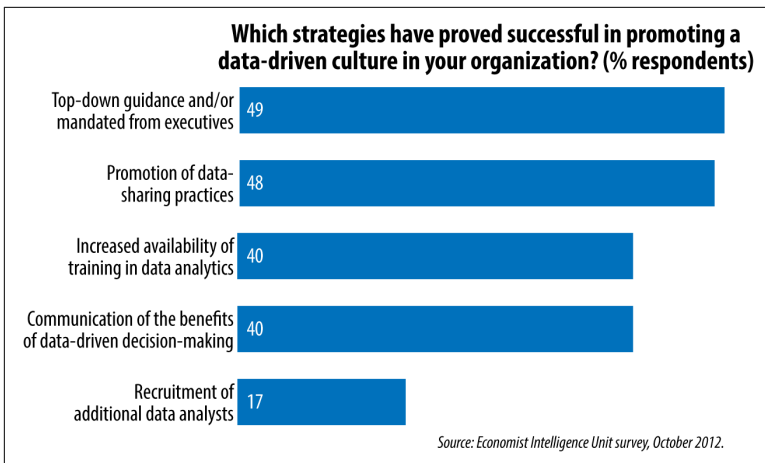 Which strategies have proved successful in promoting a
data-driven culture in your organization? (% respondents)
Top-down guidance and/or
mandated from executives
49
Promotion of data-
sharing practices
48
Increased availability of
training in data analytics
40
Communication of the benefits
of data-driven decision-making
40
Recruitment of
additional data analysts
17
Source: Economist Intelligence Unit survey, October 2012.